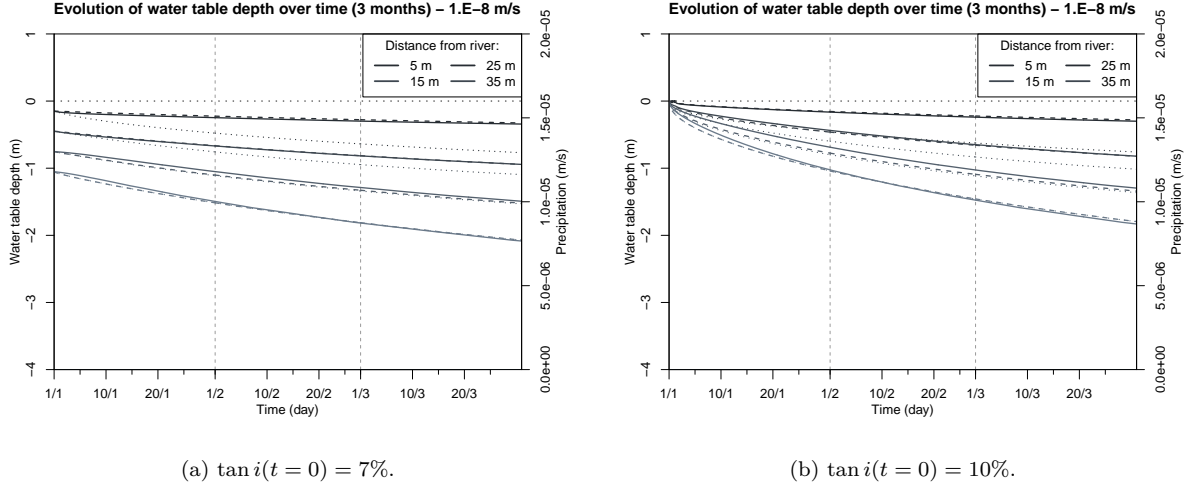 Evolution of water table depth over time (3 months) – 1.E−8 m/s
Distance from river:
5 m 25 m
15 m 35 m
1
0
−1
−2
−3
−4
Water table depth (m)
2.0e−05
1.5e−05
1.0e−05
5.0e−06
0.0e+00
Precipitation (m/s)
1/1 10/1 20/1 1/2 10/2 20/2 1/3 10/3 20/3
Time (day)
(a) tan i(t = 0) = 7%.
Evolution of water table depth over time (3 months) – 1.E−8 m/s
Distance from river:
5 m 25 m
15 m 35 m
1
0
−1
−2
−3
−4
Water table depth (m)
2.0e−05
1.5e−05
1.0e−05
5.0e−06
0.0e+00
Precipitation (m/s)
1/1 10/1 20/1 1/2 10/2 20/2 1/3 10/3 20/3
Time (day)
(b) tan i(t = 0) = 10%.